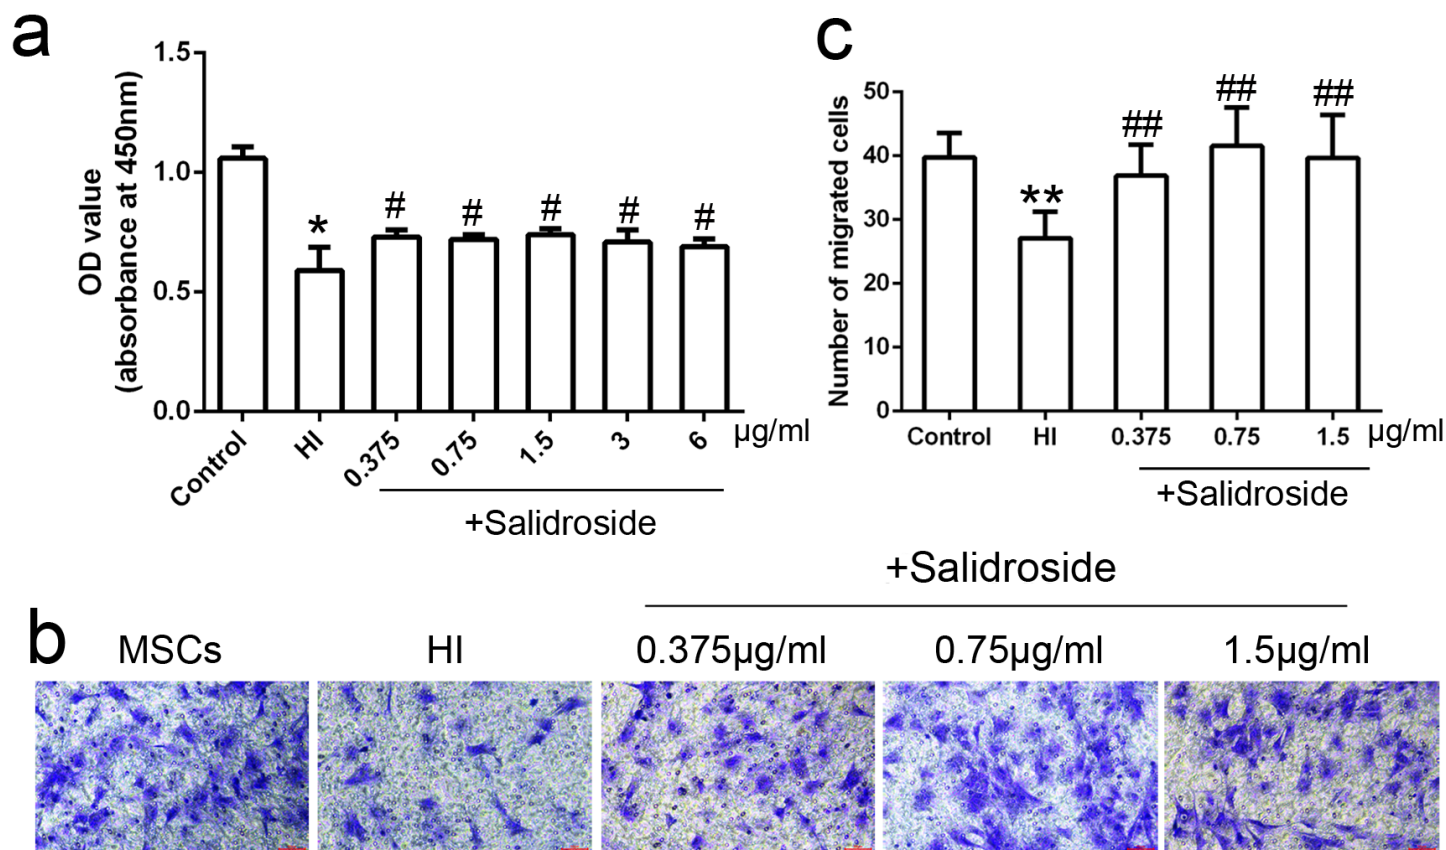 a
1.5
1.0
0.5
0.0
OD value
(absorbance at 450nm)
*
#
#
#
#
#
Control
HI
0.375
0.75
1.5
3
6
µg/ml
+Salidroside
c
50
40
30
20
10
0
Number of migrated cells
**
##
##
##
Control
HI
0.375
0.75
1.5
µg/ml
+Salidroside
+Salidroside
b
MSCs
HI
0.375µg/ml
0.75µg/ml
1.5µg/ml